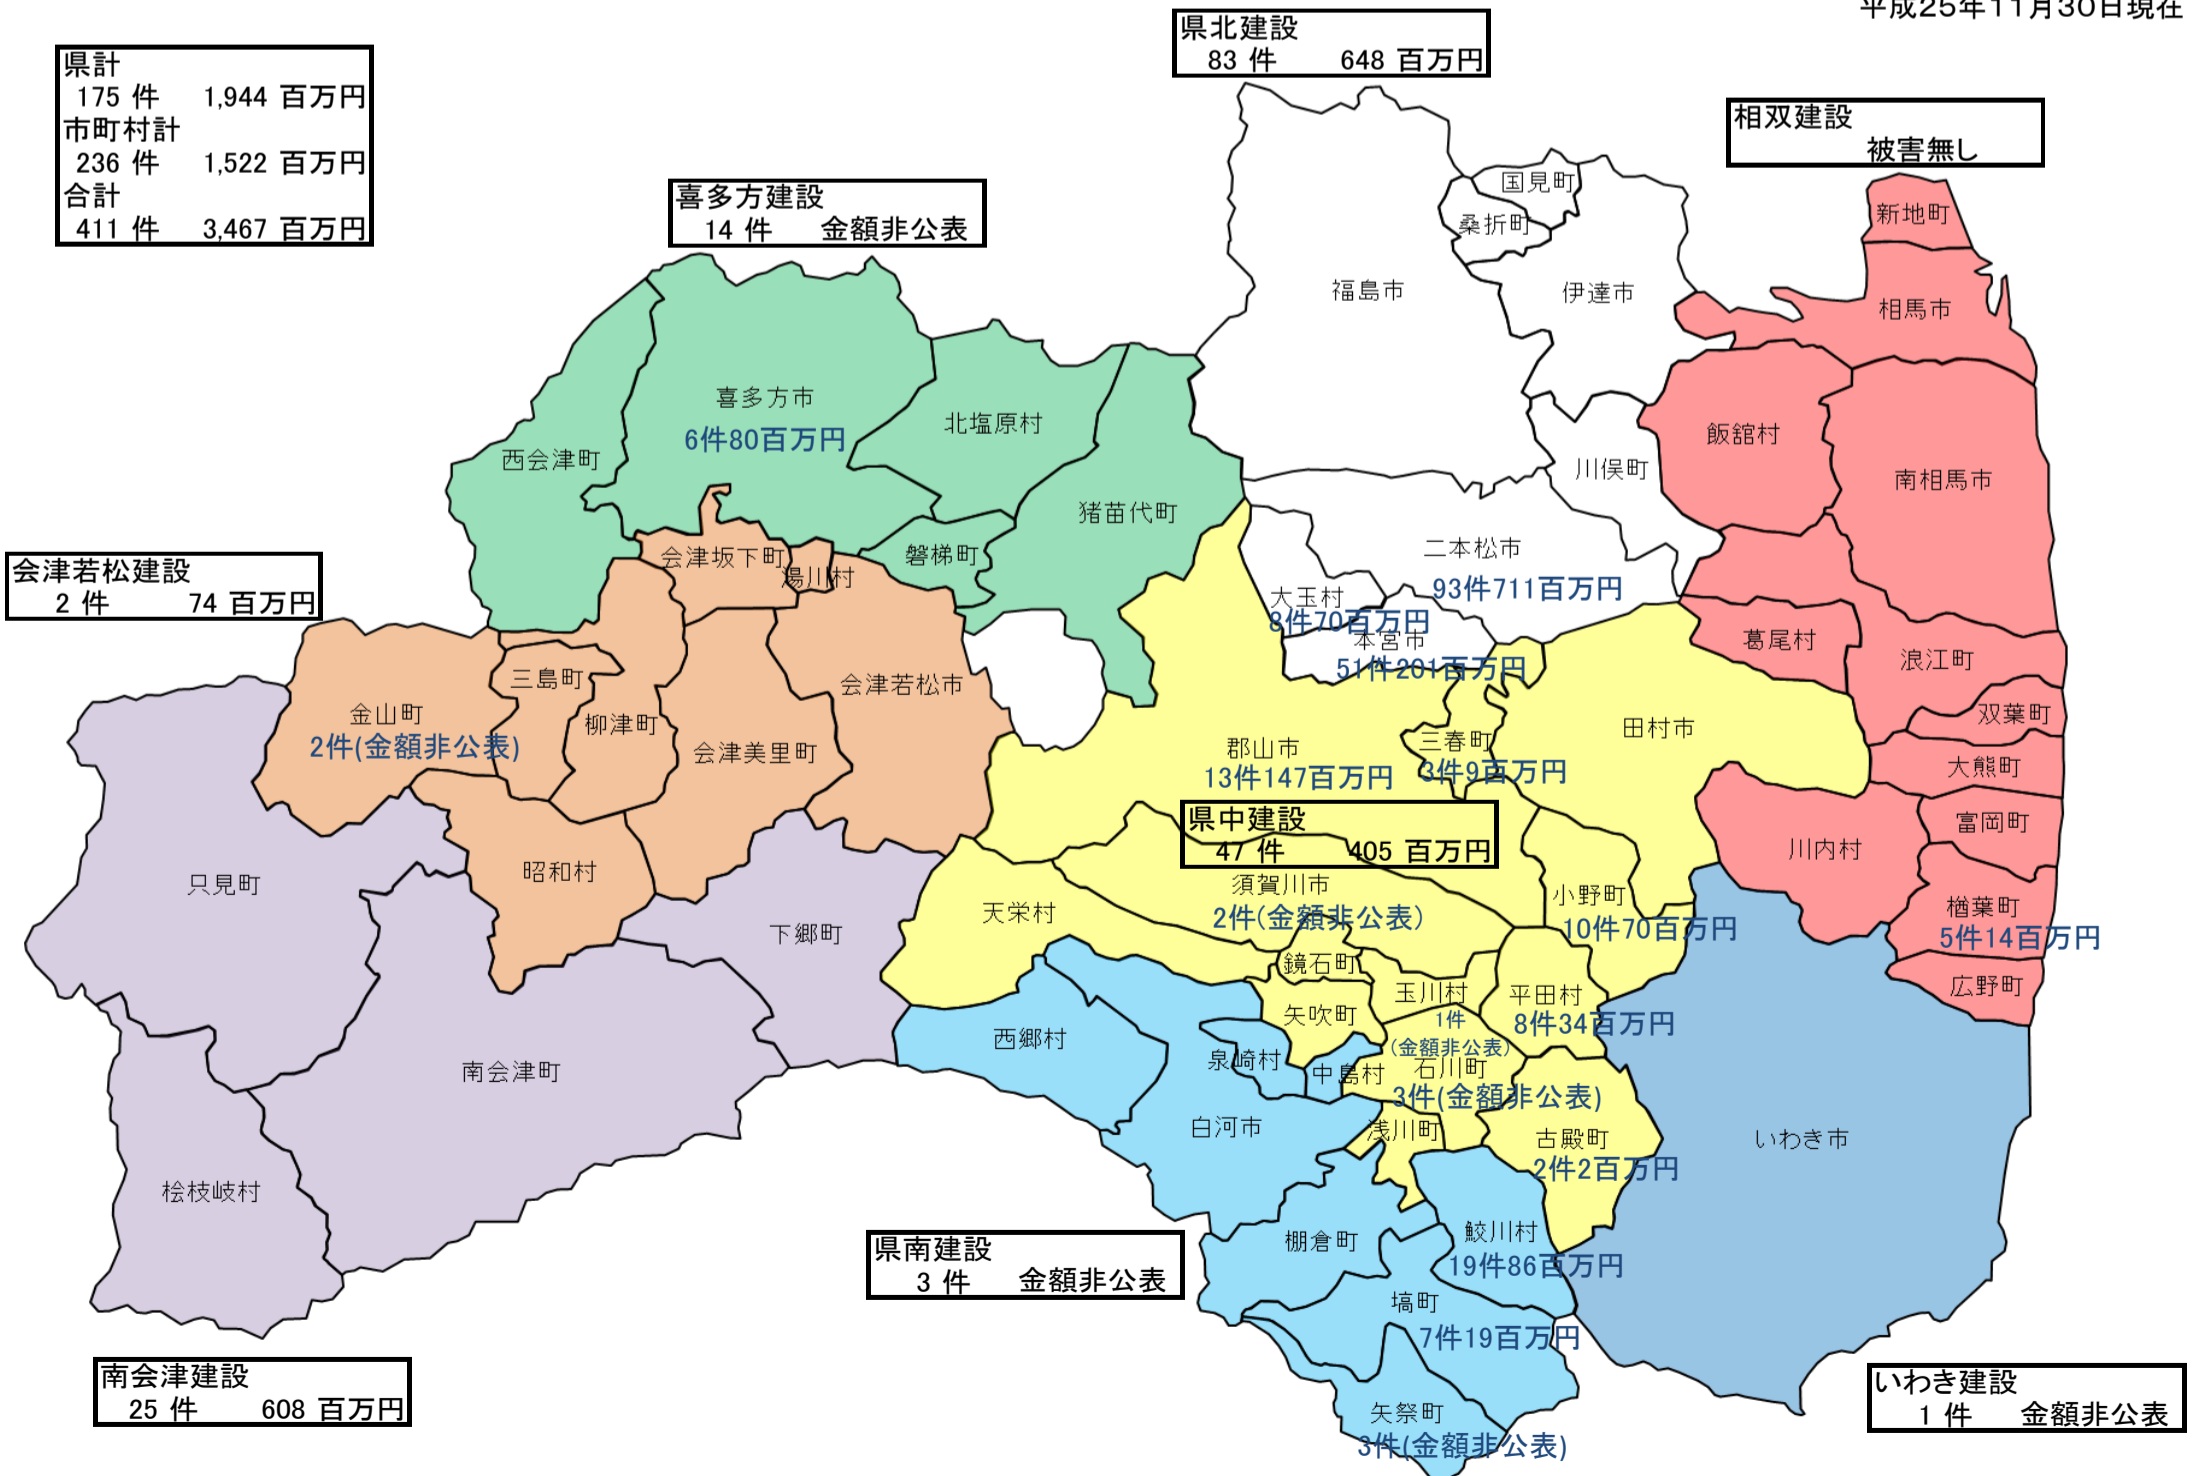 平成25年11月30日現在
県計
175 件 1,944 百万円
市町村計
236 件 1,522 百万円
合計
411 件 3,467 百万円
県北建設
83 件 648 百万円
相双建設
被害無し
喜多方建設
14 件 金額非公表
国見町
桑折町
新地町
福島市
伊達市
相馬市
喜多方市
6件80百万円
北塩原村
西会津町
飯舘村
川俣町
南相馬市
猪苗代町
会津坂下町
湯川村
磐梯町
二本松市
93件711百万円
大玉村
8件70百万円
本宮市
51件201百万円
会津若松建設
2 件 74 百万円
葛尾村
浪江町
三島町
会津若松市
金山町
2件(金額非公表)
柳津町
会津美里町
郡山市
13件147百万円
三春町
3件9百万円
田村市
双葉町
大熊町
県中建設
47 件 405 百万円
富岡町
川内村
只見町
昭和村
下郷町
天栄村
須賀川市
2件(金額非公表)
小野町
10件70百万円
楢葉町
5件14百万円
鏡石町
広野町
矢吹町
玉川村
1件
(金額非公表)
平田村
8件34百万円
西郷村
泉崎村
中島村
石川町
3件(金額非公表)
南会津町
白河市
浅川町
古殿町
2件2百万円
いわき市
桧枝岐村
県南建設
3 件 金額非公表
棚倉町
鮫川村
19件86百万円
塙町
7件19百万円
南会津建設
25 件 608 百万円
矢祭町
3件(金額非公表)
いわき建設
1 件 金額非公表